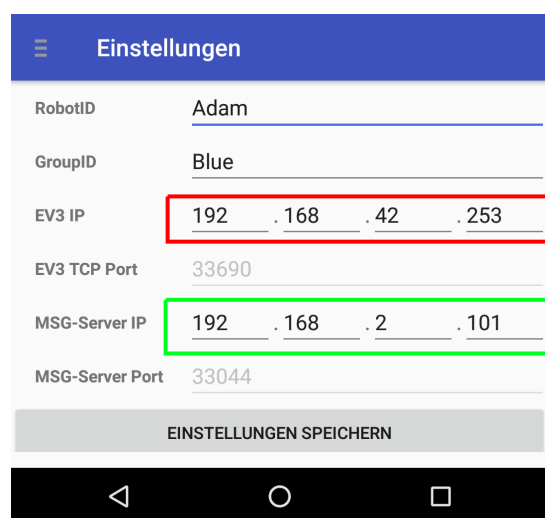 Einstellungen
RobotID Adam
GroupID Blue
EV3 IP 192 . 168 . 42 . 253
EV3 TCP Port 33690
MSG-Server IP 192 . 168 . 2 . 101
MSG-Server Port 33044
EINSTELLUNGEN SPEICHERN